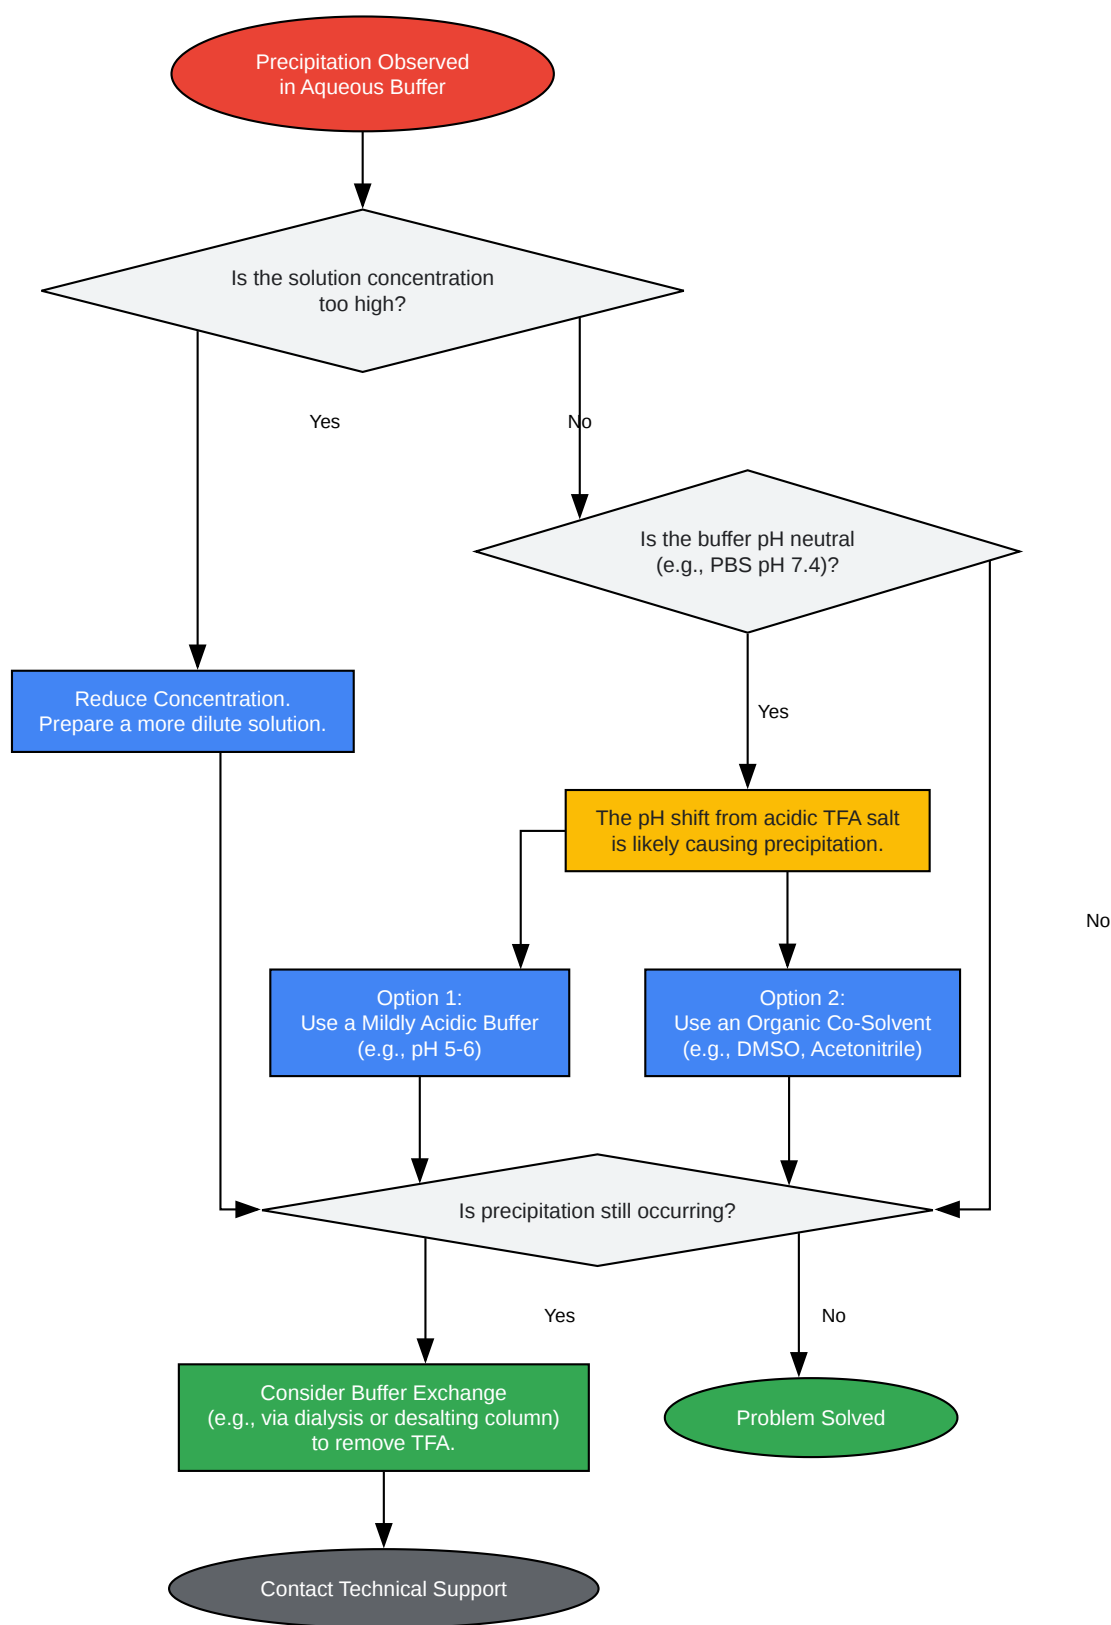 Precipitation Observed
in Aqueous Buffer
Is the solution concentration
too high?
Yes
No
Is the buffer pH neutral
(e.g., PBS pH 7.4)?
Reduce Concentration.
Prepare a more dilute solution.
Yes
The pH shift from acidic TFA salt
is likely causing precipitation.
No
Option 1:
Use a Mildly Acidic Buffer
(e.g., pH 5-6)
Option 2:
Use an Organic Co-Solvent
(e.g., DMSO, Acetonitrile)
Is precipitation still occurring?
Yes
No
Consider Buffer Exchange
(e.g., via dialysis or desalting column)
to remove TFA.
Problem Solved
Contact Technical Support